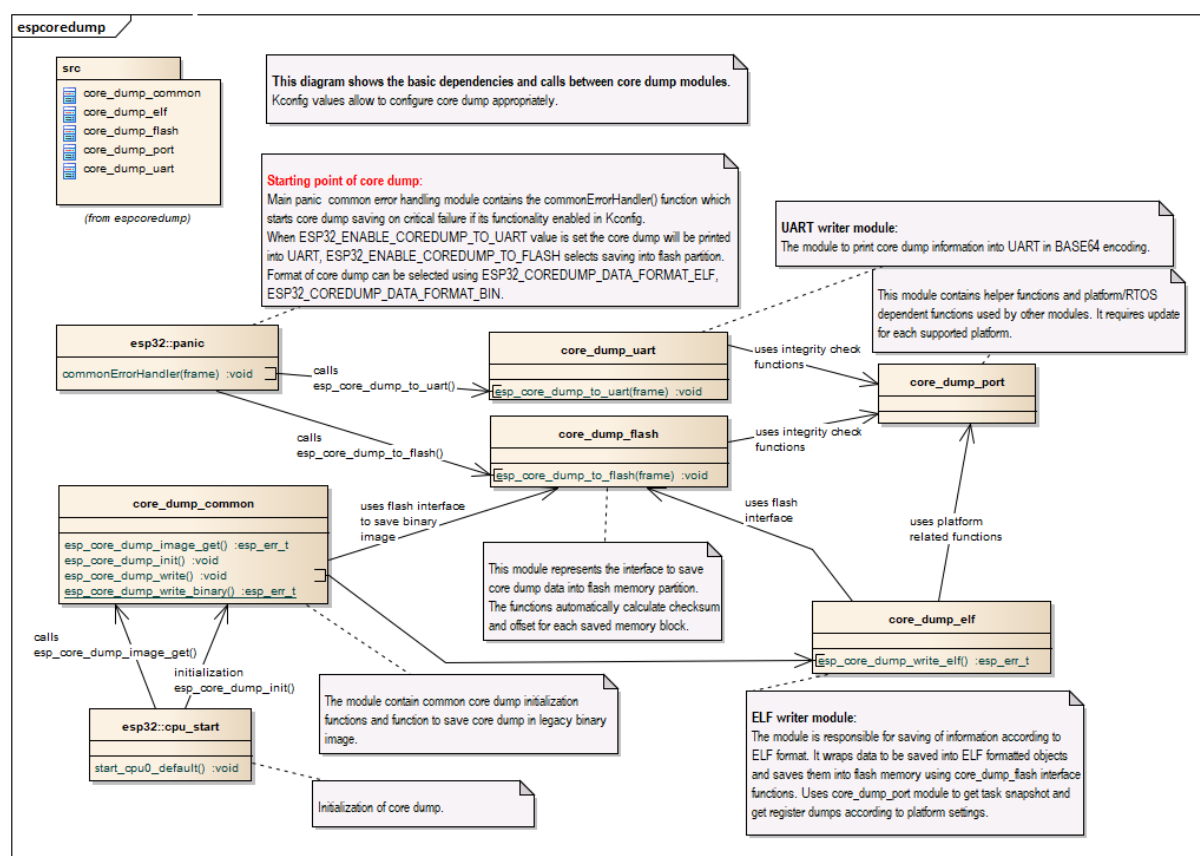 espcoredump
src
core_dump_common
core_dump_elf
core_dump_flash
core_dump_port
core_dump_uart
(from espcoredump)
This diagram shows the basic dependencies and calls between core dump modules.
Kconfig values allow to configure core dump appropriately.
Starting point of core dump:
Main panic common error handling module contains the commonErrorHandler() function which
starts core dump saving on critical failure if its functionality enabled in Kconfig.
When ESP32_ENABLE_COREDUMP_TO_UART value is set the core dump will be printed
into UART, ESP32_ENABLE_COREDUMP_TO_FLASH selects saving into flash partition.
Format of core dump can be selected using ESP32_COREDUMP_DATA_FORMAT_ELF,
ESP32_COREDUMP_DATA_FORMAT_BIN.
UART writer module:
The module to print core dump information into UART in BASE64 encoding.
This module contains helper functions and platform/RTOS
dependent functions used by other modules. It requires update
for each supported platform.
esp32::panic
commonErrorHandler(frame) :void
calls
esp_core_dump_to_uart()
core_dump_uart
esp_core_dump_to_uart(frame) :void
uses integrity check
functions
core_dump_port
calls
esp_core_dump_to_flash()
core_dump_flash
esp_core_dump_to_flash(frame) :void
uses integrity check
functions
core_dump_common
esp_core_dump_image_get() :esp_err_t
esp_core_dump_init() :void
esp_core_dump_write() :void
esp_core_dump_write_binary() :esp_err_t
uses flash interface
to save binary
image
uses flash
interface
uses platform
related functions
This module represents the interface to save
core dump data into flash memory partition.
The functions automatically calculate checksum
and offset for each saved memory block.
core_dump_elf
esp_core_dump_write_elf() :esp_err_t
calls
esp_core_dump_image_get()
initialization
esp_core_dump_init()
The module contain common core dump initialization
functions and function to save core dump in legacy binary
image.
esp32::cpu_start
start_cpu0_default() :void
Initialization of core dump.
ELF writer module:
The module is responsible for saving of information according to
ELF format. It wraps data to be saved into ELF formatted objects
and saves them into flash memory using core_dump_flash interface
functions. Uses core_dump_port module to get task snapshot and
get register dumps according to platform settings.